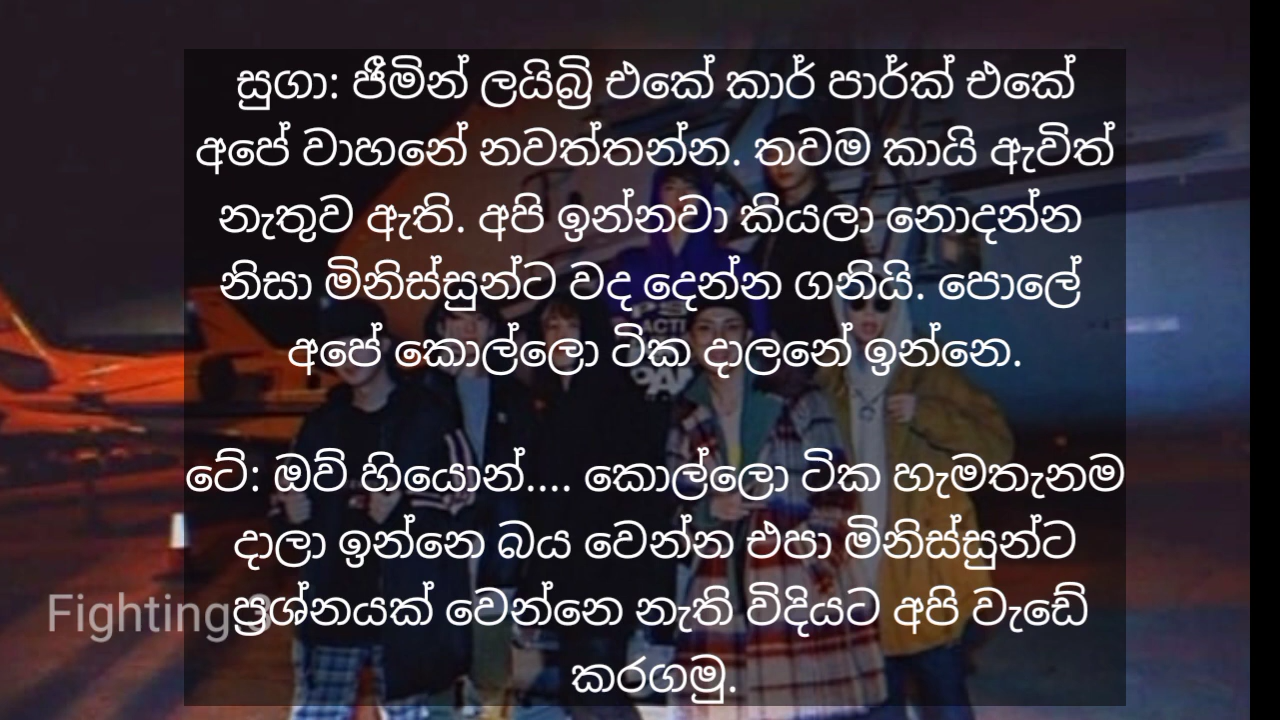 සුගා: ජීමින් ලයිබ්‍රි එකේ කාර් පාර්ක් එකේ
අපේ වාහනේ නවත්තන්න. තවම කායි ඇවිත්
නැතුව ඇති. අපි ඉන්නවා කියලා නොදන්න
නිසා මිනිස්සුන්ට වද දෙන්න ගනියි. පොලේ
අපේ කොල්ලො ටික දාලනේ ඉන්නෙ.
ටේ: ඔව් හියොන්.... කොල්ලො ටික හැමතැනම
දාලා ඉන්නෙ බය වෙන්න එපා මිනිස්සුන්ට
ප්‍රශ්නයක් වෙන්නෙ නැති විදියට අපි වැඩේ
කරගමු.
Fighting